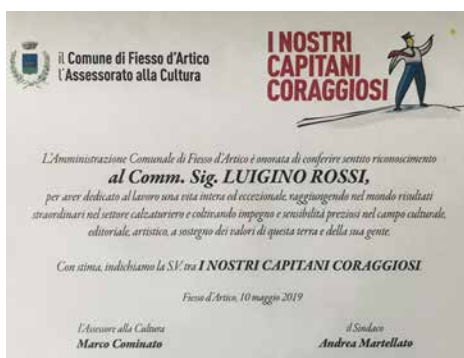 il Comune di Fiesso d'Artico
l'Assessorato alla Cultura
I NOSTRI
CAPITANI
CORAGGIOSI
L'Amministrazione Comunale di Fiesso d'Artico è onorata di conferire sentito riconoscimento
al Comm. Sig. LUIGINO ROSSI,
per aver dedicato al lavoro una vita intera ed eccezionale, raggiungendo nel mondo risultati
straordinari nel settore calzaturiero e coltivando impegno e sensibilità preziosi nel campo culturale,
editoriale, artistico, a sostegno dei valori di questa terra e della sua gente.
Con stima, indichiamo la S.V. tra I NOSTRI CAPITANI CORAGGIOSI
Fiesso d'Artico, 10 maggio 2019
l'Assessore alla Cultura
Marco Cominato
il Sindaco
Andrea Martellato